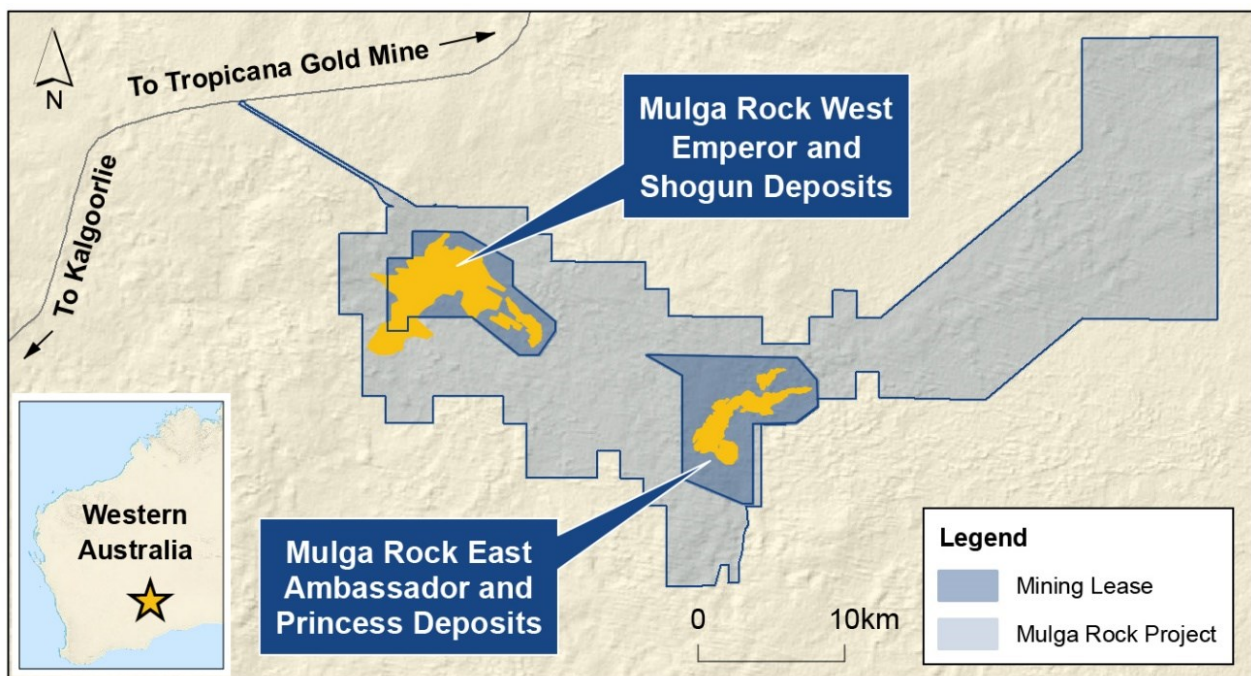 N
To Tropicana Gold Mine
To Kalgoorlie
Mulga Rock West
Emperor and
Shogun Deposits
Western
Australia
Mulga Rock East
Ambassador and
Princess Deposits
0 10km
Legend
Mining Lease
Mulga Rock Project